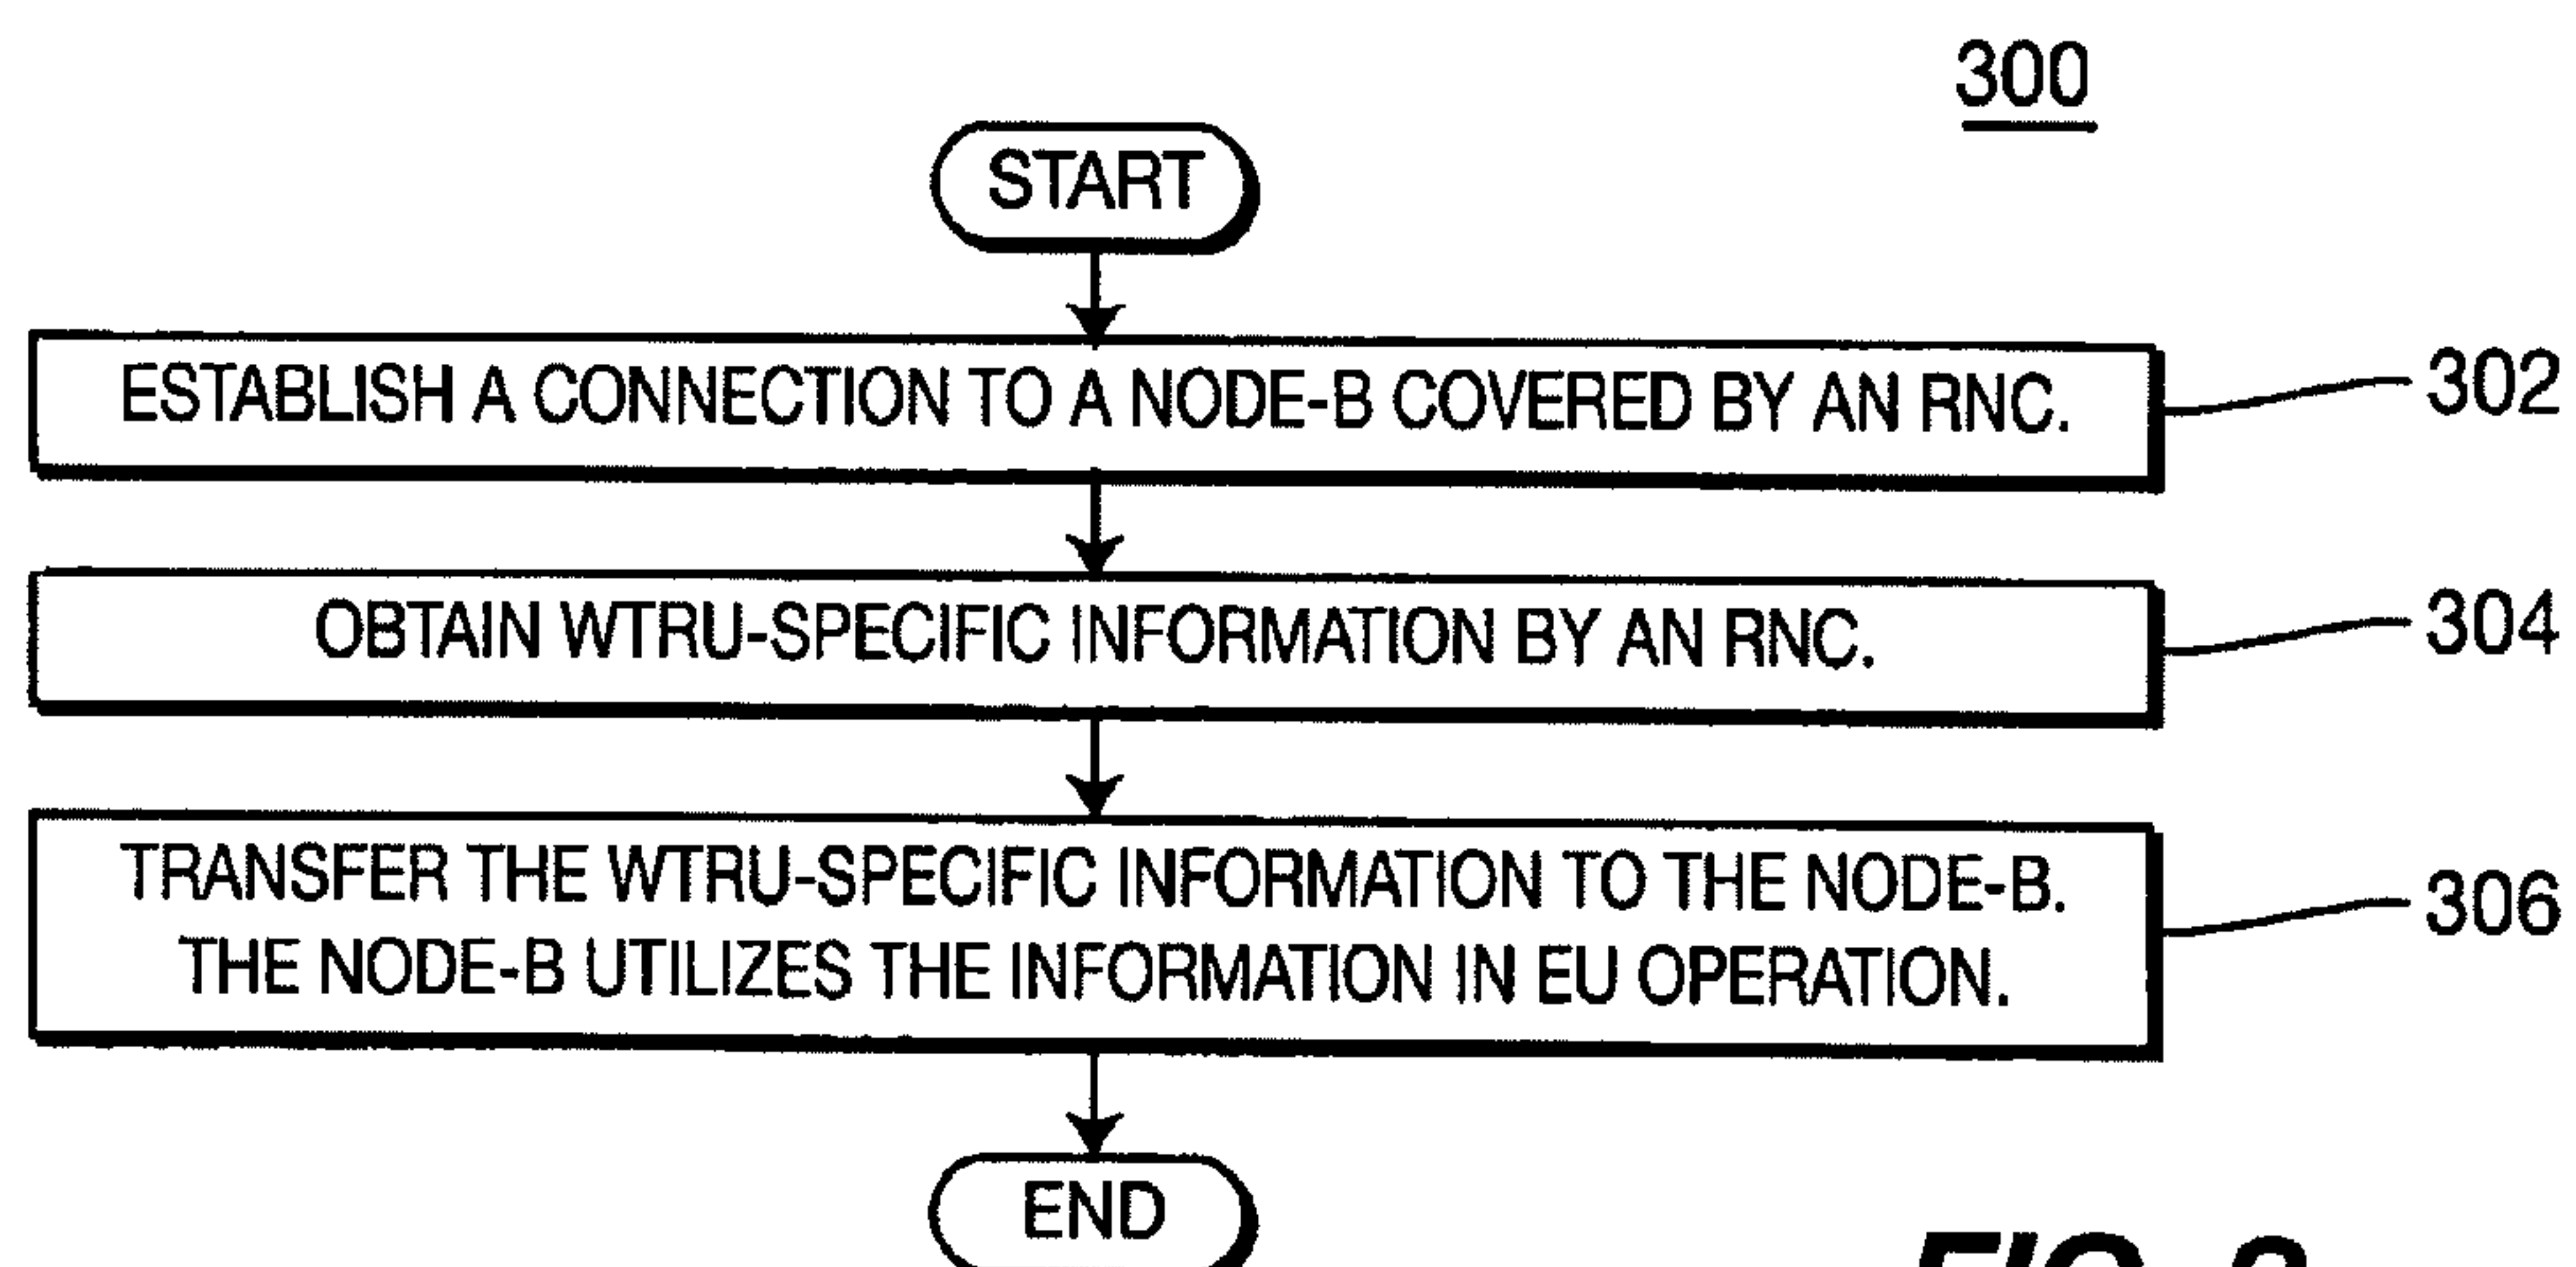 300
START
ESTABLISH A CONNECTION TO A NODE-B COVERED BY AN RNC.
302
OBTAIN WTRU-SPECIFIC INFORMATION BY AN RNC.
304
TRANSFER THE WTRU-SPECIFIC INFORMATION TO THE NODE-B.
THE NODE-B UTILIZES THE INFORMATION IN EU OPERATION.
306
END
FIG.